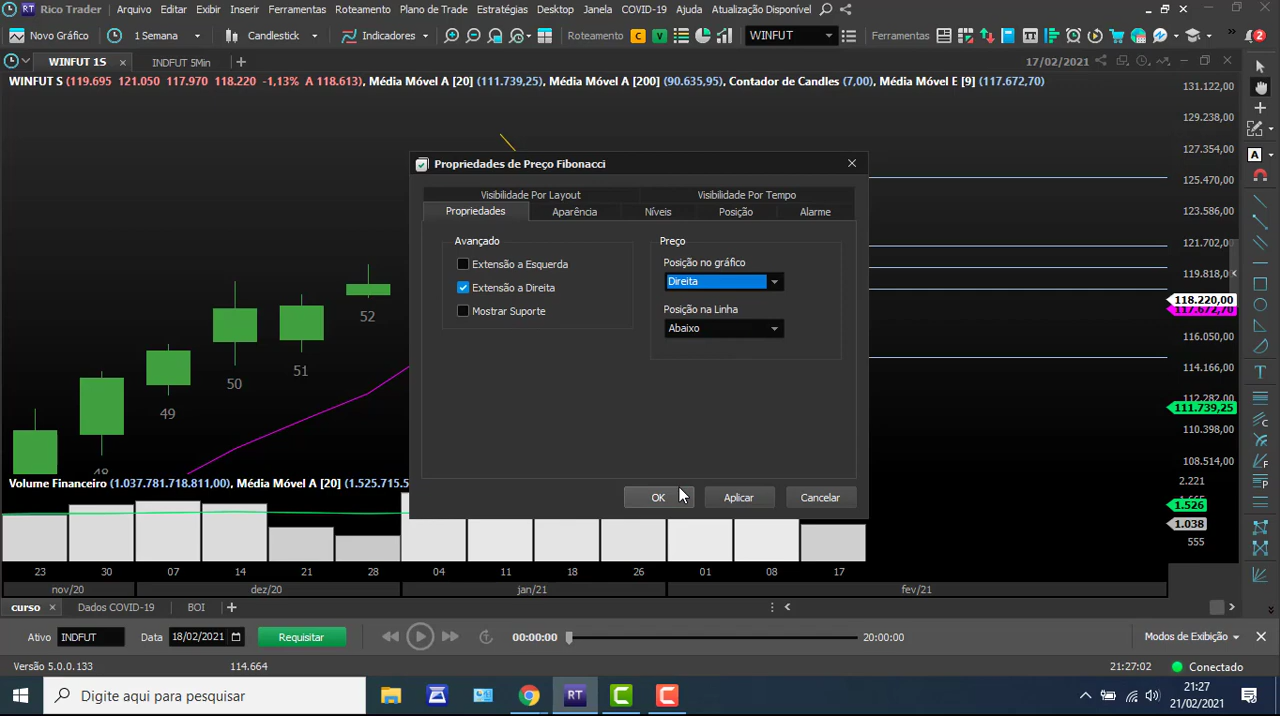 Rico Trader Arquivo Editar Exibir Inserir Ferramentas Roteamento Plano de Trade Estratégias Desktop Janela COVID-19 Ajuda Atualização Disponível
Novo Gráfico 1 Semana Candlestick Indicadores Roteamento C V WINFUT Ferramentas 2
WINFUT 1S INDFUT 5Min 17/02/2021
WINFUT S (119.695 121.050 117.970 118.220 -1,13% A 118.613), Média Móvel A [20] (111.739,25), Média Móvel A [200] (90.635,95), Contador de Candles (7,00), Média Móvel E [9] (117.672,70)
131.122,00
129.238,00
127.354,00
125.470,00
123.586,00
121.702,00
119.818,00
118.220,00
117.672,70
116.050,00
114.166,00
112.282,00
111.739,25
110.398,00
108.514,00
48
49
50
51
52
Propriedades de Preço Fibonacci
Visibilidade Por Layout Visibilidade Por Tempo
Propriedades Aparência Níveis Posição Alarme
Avançado
Extensão a Esquerda
Extensão a Direita
Mostrar Suporte
Preço
Posição no gráfico
Direita
Posição na Linha
Abaixo
OK Aplicar Cancelar
Volume Financeiro (1.037.781.718.811,00), Média Móvel A [20] (1.525.715.5
2.221
1.526
1.038
555
23 30 07 14 21 28 04 11 18 26 01 08 17
nov/20 dez/20 jan/21 fev/21
curso Dados COVID-19 BOI
Ativo INDFUT Data 18/02/2021 Requisitar 00:00:00 20:00:00 Modos de Exibição
Versão 5.0.0.133 114.664 21:27:02 Conectado
Digite aqui para pesquisar RT 21:27
21/02/2021